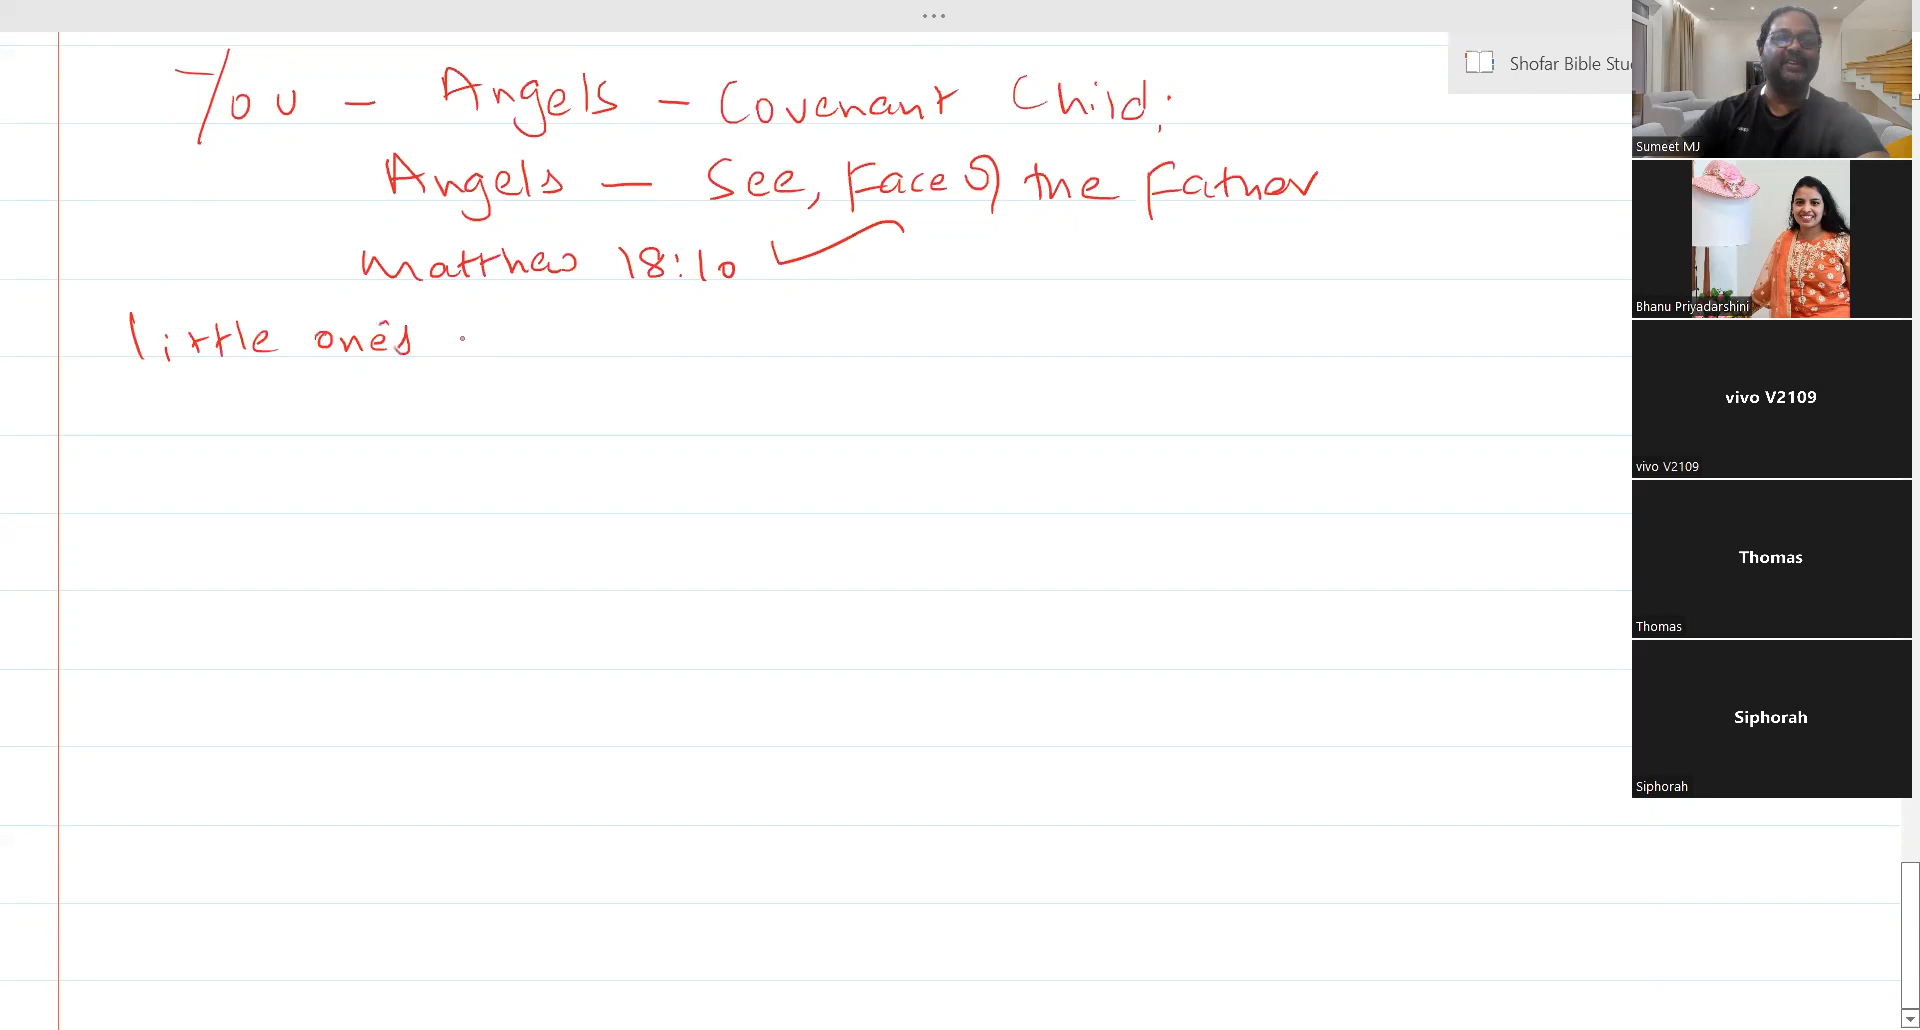 You - Angels - Covenant Child;
Angels - See, Face of the Father
Matthew 18:10
little ones
Shofar Bible Stu
Sumeet MJ
Bhanu Priyadarshini
vivo V2109
vivo V2109
Thomas
Thomas
Siphorah
Siphorah